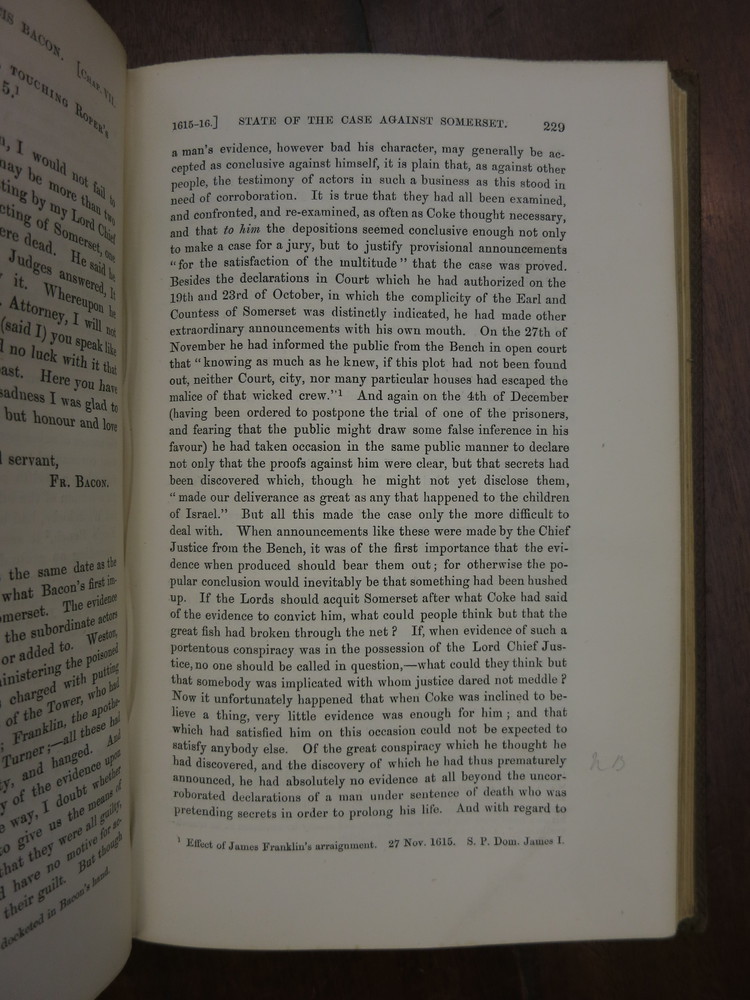 IS BACON. [CHAP. VII.
TOUCHING ROPER'S
5.¹
I would not fail to
may be more than two
ting by my Lord Chief
cting of Somerset, one
ere dead. He said he
Judges answered, It
it. Whereupon he
Attorney, I will not
(said I) you speak like
no luck with it that
ast. Here you have
sadness I was glad to
but honour and love
servant,
FR. BACON.
the same date as the
what Bacon's first in-
merset. The evidence
the subordinate actors
or added to. Weston,
ministering the poisoned
charged with putting
of the Tower, who had
; Franklin, the apothe-
Turner;—all these had
ty, and hanged. And
y of the evidence upon
way, I doubt whether
to give us the means of
that they were all guilty,
have no motive for
their guilt. But though
docketed in Bacon's hand.
1615-16.] STATE OF THE CASE AGAINST SOMERSET. 229
a man's evidence, however bad his character, may generally be ac-
cepted as conclusive against himself, it is plain that, as against other
people, the testimony of actors in such a business as this stood in
need of corroboration. It is true that they had all been examined,
and confronted, and re-examined, as often as Coke thought necessary,
and that to him the depositions seemed conclusive enough not only
to make a case for a jury, but to justify provisional announcements
"for the satisfaction of the multitude" that the case was proved.
Besides the declarations in Court which he had authorized on the
19th and 23rd of October, in which the complicity of the Earl and
Countess of Somerset was distinctly indicated, he had made other
extraordinary announcements with his own mouth. On the 27th of
November he had informed the public from the Bench in open court
that "knowing as much as he knew, if this plot had not been found
out, neither Court, city, nor many particular houses had escaped the
malice of that wicked crew."¹ And again on the 4th of December
(having been ordered to postpone the trial of one of the prisoners,
and fearing that the public might draw some false inference in his
favour) he had taken occasion in the same public manner to declare
not only that the proofs against him were clear, but that secrets had
been discovered which, though he might not yet disclose them,
"made our deliverance as great as any that happened to the children
of Israel." But all this made the case only the more difficult to
deal with. When announcements like these were made by the Chief
Justice from the Bench, it was of the first importance that the evi-
dence when produced should bear them out; for otherwise the po-
pular conclusion would inevitably be that something had been hushed
up. If the Lords should acquit Somerset after what Coke had said
of the evidence to convict him, what could people think but that the
great fish had broken through the net? If, when evidence of such a
portentous conspiracy was in the possession of the Lord Chief Jus-
tice, no one should be called in question,—what could they think but
that somebody was implicated with whom justice dared not meddle?
Now it unfortunately happened that when Coke was inclined to be-
lieve a thing, very little evidence was enough for him; and that
which had satisfied him on this occasion could not be expected to
satisfy anybody else. Of the great conspiracy which he thought he
had discovered, and the discovery of which he had thus prematurely
announced, he had absolutely no evidence at all beyond the uncor-
roborated declarations of a man under sentence of death who was
pretending secrets in order to prolong his life. And with regard to
¹ Effect of James Franklin's arraignment. 27 Nov. 1615. S. P. Dom. James I.